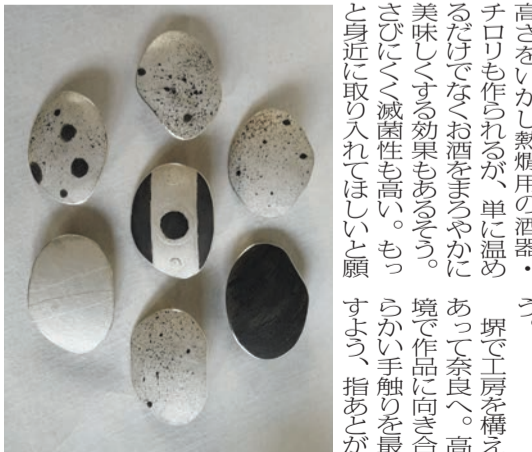 高さをいかし熱燗用の酒器・
チロリも作られるが、単に温め
るだけでなくお酒をまろやかに
美味しくする効果もあるそう。
さびにくく滅菌性も高い。もっ
と身近に取り入れてほしいと願
う。
堺で工房を構え
あって奈良へ。高
境で作品に向き合
らかい手触りを最
すよう、指あとが